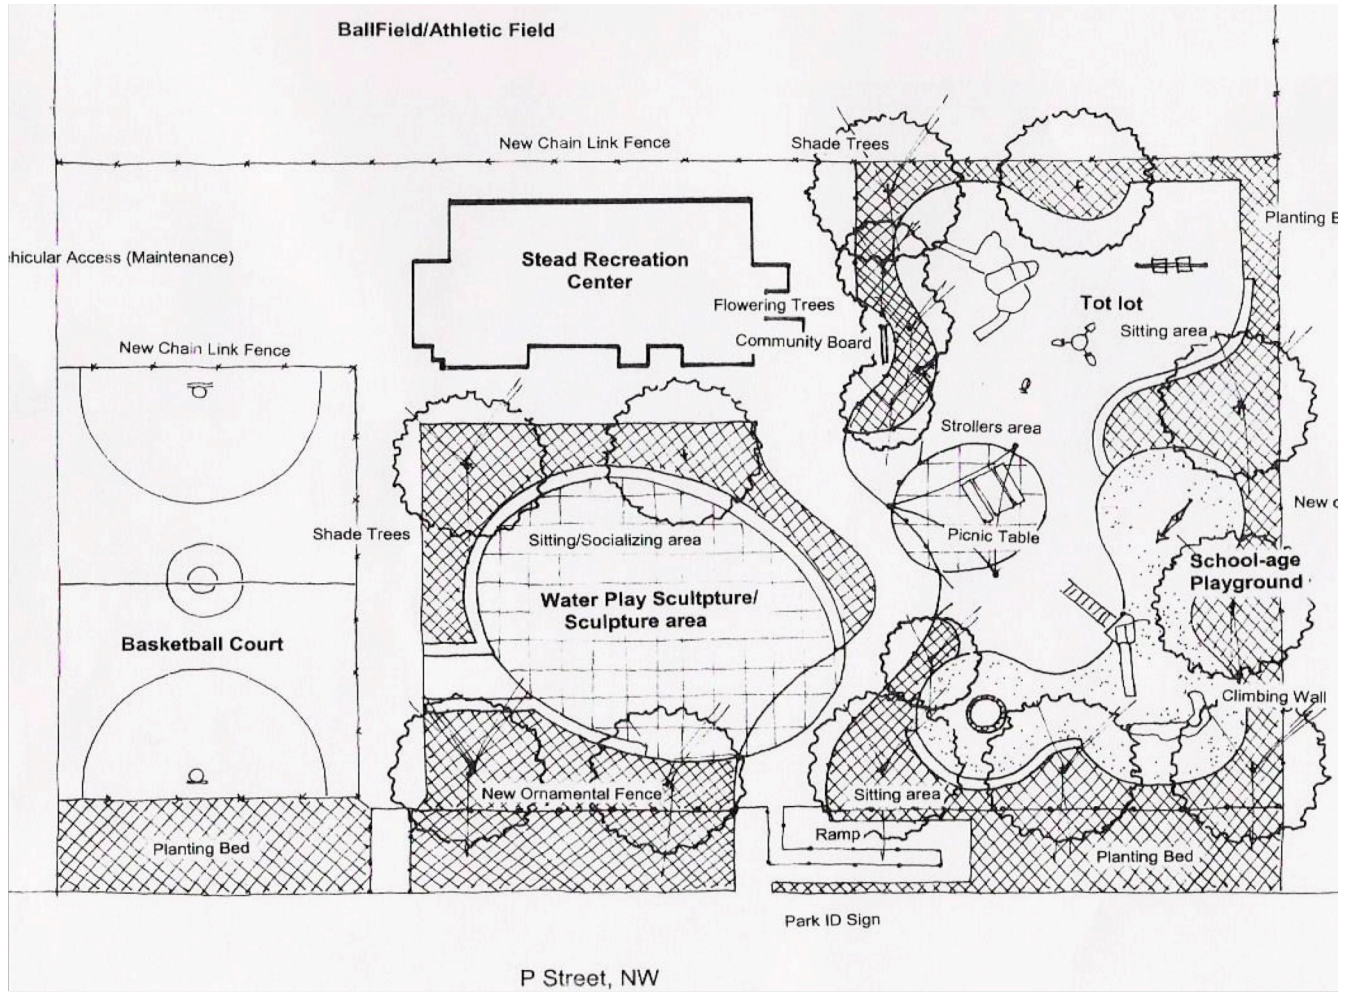 BallField/Athletic Field
New Chain Link Fence
Shade Trees
Planting B
hicular Access (Maintenance)
Stead Recreation
Center
Flowering Trees
Tot lot
Community Board
Sitting area
New Chain Link Fence
Strollers area
Shade Trees
Sitting/Socializing area
Picnic Table
New
School-age
Playground
Water Play Scultpture/
Sculpture area
Basketball Court
Climbing Wall
New Ornamental Fence
Sitting area
Ramp
Planting Bed
Planting Bed
Park ID Sign
P Street, NW